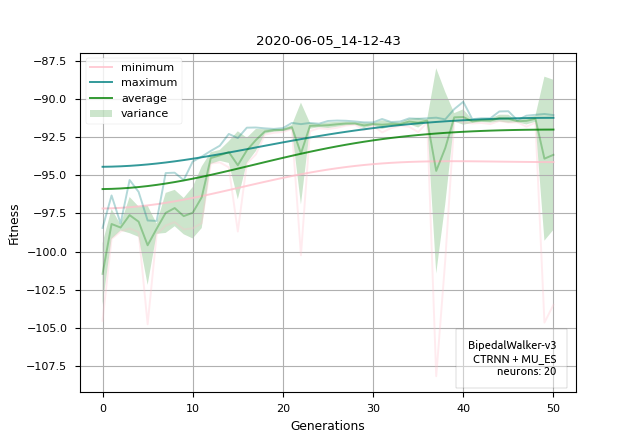 2020-06-05_14-12-43
minimum
maximum
average
variance
Fitness
−87.5
−90.0
−92.5
−95.0
−97.5
−100.0
−102.5
−105.0
−107.5
BipedalWalker-v3
CTRNN + MU_ES
neurons: 20
0 10 20 30 40 50
Generations